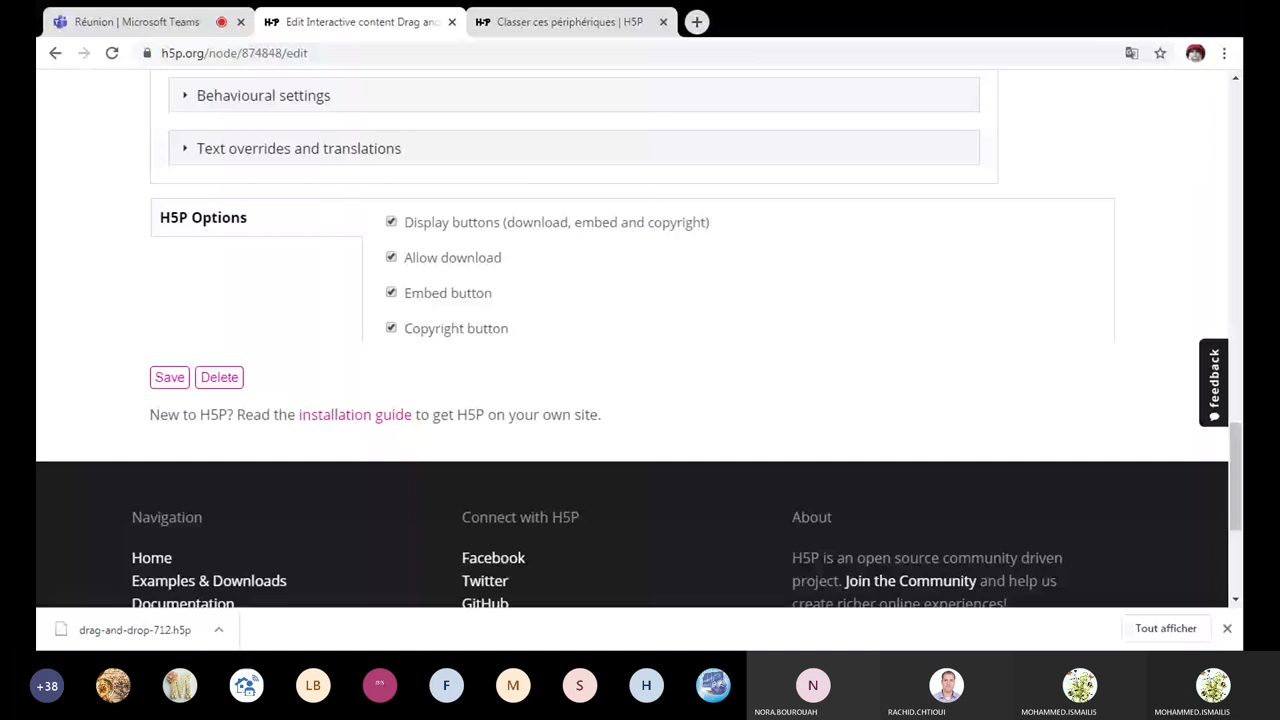 Réunion | Microsoft Teams
H-P Edit Interactive content Drag an
H-P Classer ces périphériques | H5P
h5p.org/node/874848/edit
Behavioural settings
Text overrides and translations
H5P Options
Display buttons (download, embed and copyright)
Allow download
Embed button
Copyright button
Save Delete
feedback
New to H5P? Read the installation guide to get H5P on your own site.
Navigation
Connect with H5P
About
Home
Facebook
H5P is an open source community driven
Examples & Downloads
Twitter
project. Join the Community and help us
Documentation
GitHub
create richer online experiences!
drag-and-drop-712.h5p
Tout afficher
+38
LB
F
M
S
H
N
NORA.BOUROUAH
RACHID.CHTIOUI
MOHAMMED.ISMAILIS
MOHAMMED.ISMAILIS